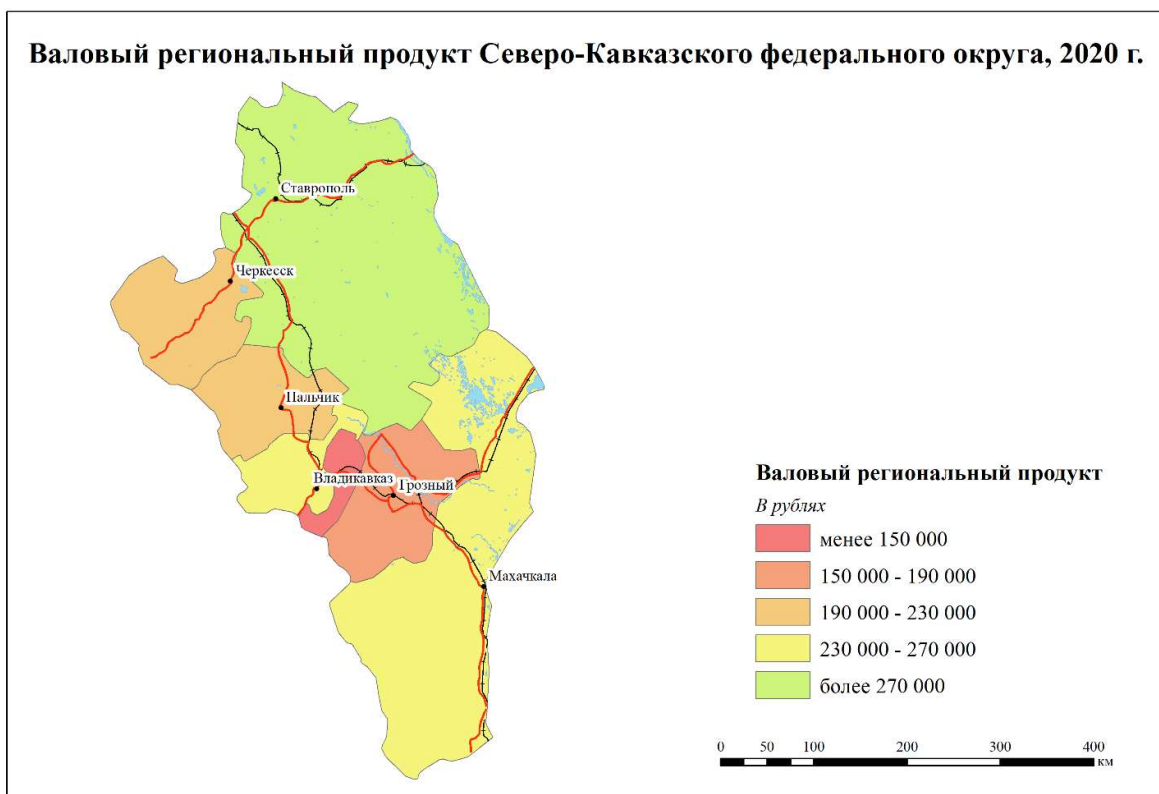 Валовый региональный продукт Северо-Кавказского федерального округа, 2020 г.
Ставрополь
Черкесск
Нальчик
Владикавказ
Грозный
Махачкала
Валовый региональный продукт
В рублях
менее 150 000
150 000 - 190 000
190 000 - 230 000
230 000 - 270 000
более 270 000
0 50 100 200 300 400
км